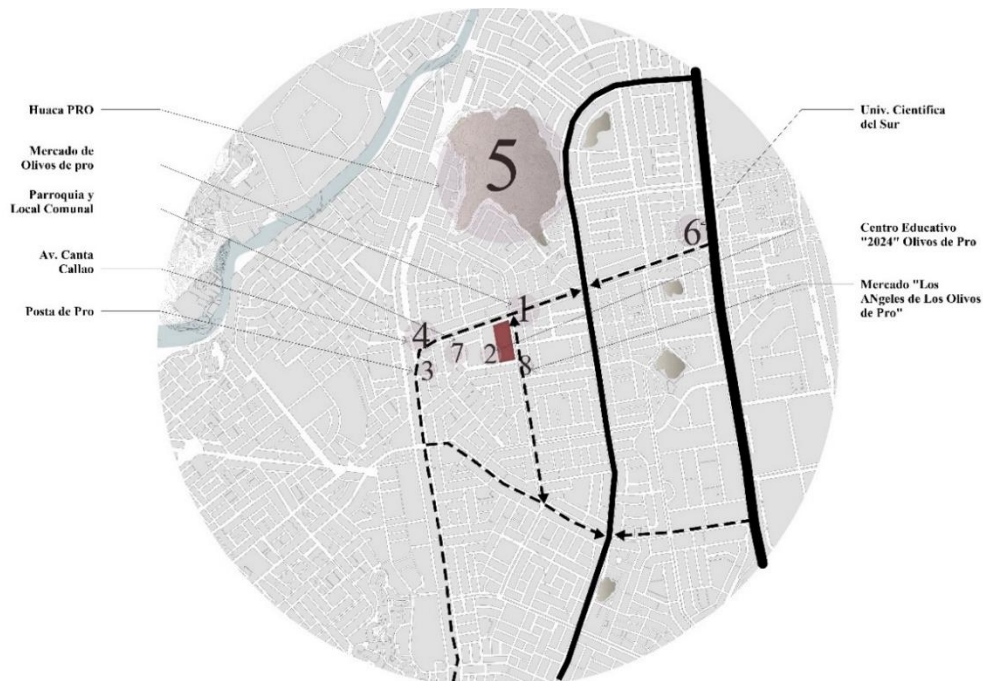 Huaca PRO
Mercado de
Olivos de pro
Parroquia y
Local Comunal
Av. Canta
Callao
Posta de Pro
5
6
1
4
7
2
3
8
Univ. Científica
del Sur
Centro Educativo
"2024" Olivos de Pro
Mercado "Los
ANgeles de Los Olivos
de Pro"